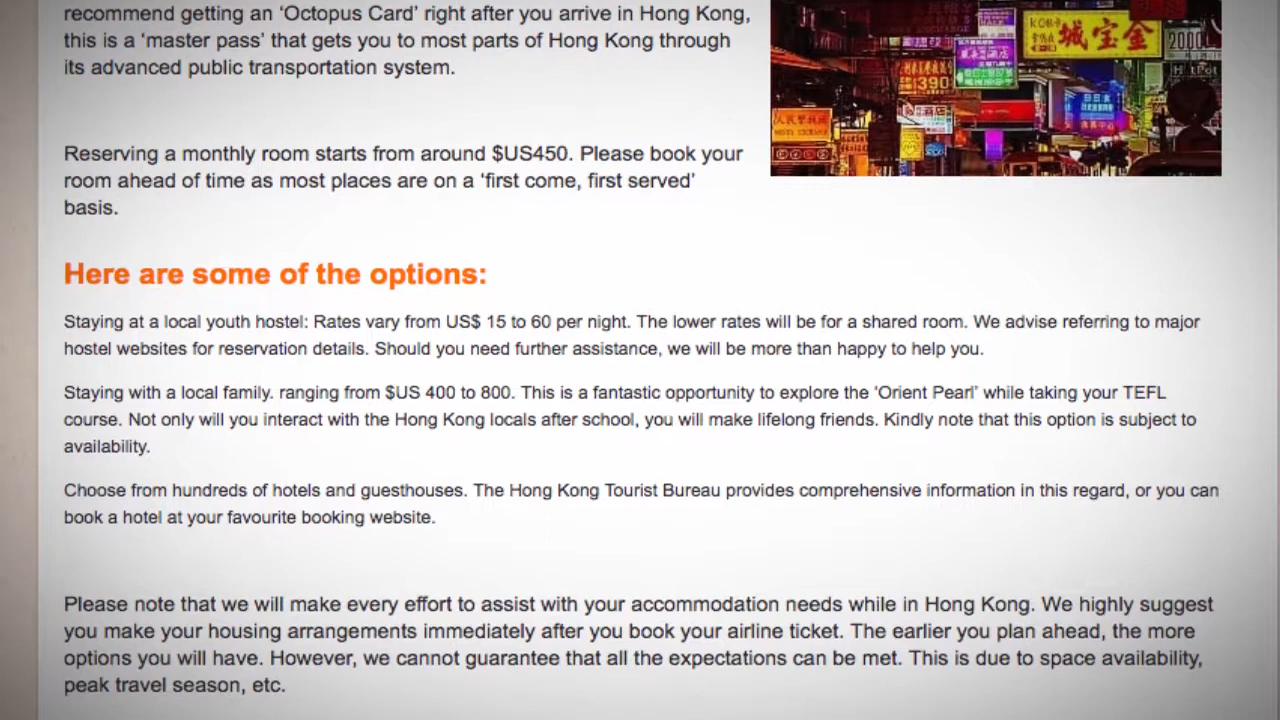 recommend getting an ‘Octopus Card’ right after you arrive in Hong Kong,
this is a ‘master pass’ that gets you to most parts of Hong Kong through
its advanced public transportation system.
城宝金
2000
390
Reserving a monthly room starts from around $US450. Please book your
room ahead of time as most places are on a ‘first come, first served’
basis.
Here are some of the options:
Staying at a local youth hostel: Rates vary from US$ 15 to 60 per night. The lower rates will be for a shared room. We advise referring to major
hostel websites for reservation details. Should you need further assistance, we will be more than happy to help you.
Staying with a local family. ranging from $US 400 to 800. This is a fantastic opportunity to explore the ‘Orient Pearl’ while taking your TEFL
course. Not only will you interact with the Hong Kong locals after school, you will make lifelong friends. Kindly note that this option is subject to
availability.
Choose from hundreds of hotels and guesthouses. The Hong Kong Tourist Bureau provides comprehensive information in this regard, or you can
book a hotel at your favourite booking website.
Please note that we will make every effort to assist with your accommodation needs while in Hong Kong. We highly suggest
you make your housing arrangements immediately after you book your airline ticket. The earlier you plan ahead, the more
options you will have. However, we cannot guarantee that all the expectations can be met. This is due to space availability,
peak travel season, etc.